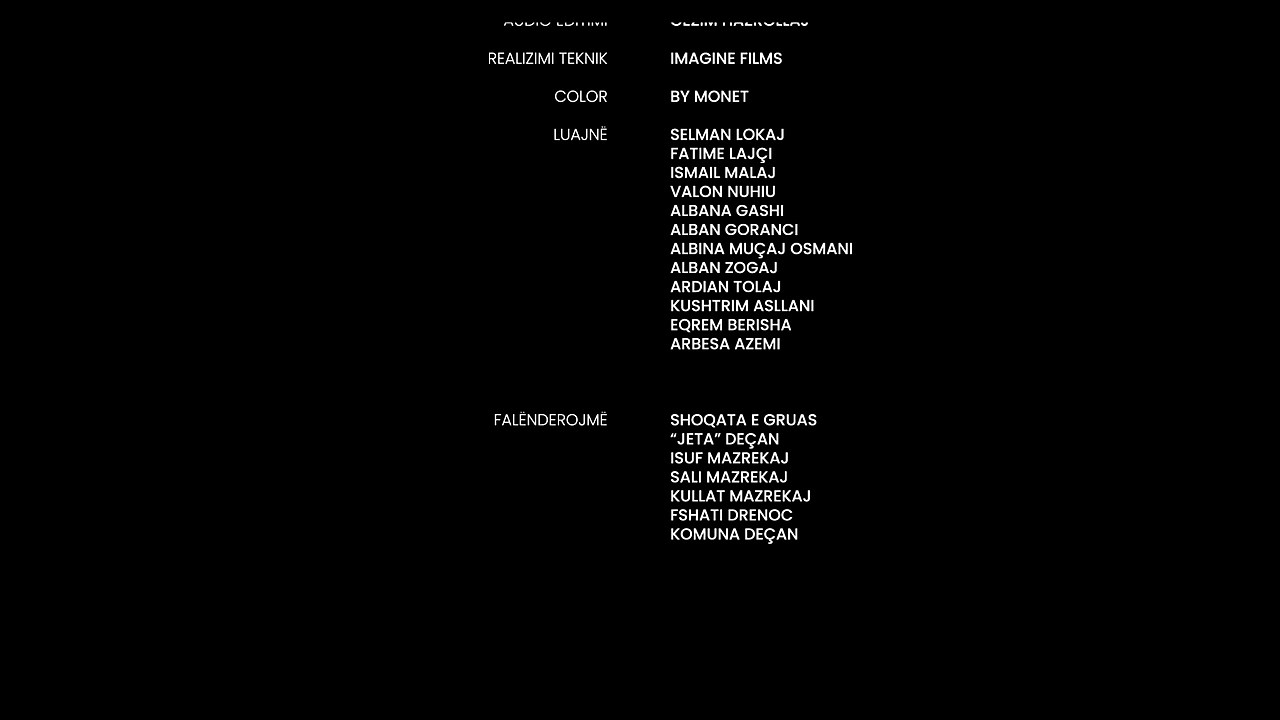 AUDIO EDITIMI
REALIZIMI TEKNIK IMAGINE FILMS
COLOR BY MONET
LUAJNË SELMAN LOKAJ
FATIME LAJÇI
ISMAIL MALAJ
VALON NUHIU
ALBANA GASHI
ALBAN GORANCI
ALBINA MUÇAJ OSMANI
ALBAN ZOGAJ
ARDIAN TOLAJ
KUSHTRIM ASLLANI
EQREM BERISHA
ARBESA AZEMI
FALËNDEROJMË SHOQATA E GRUAS
“JETA” DEÇAN
ISUF MAZREKAJ
SALI MAZREKAJ
KULLAT MAZREKAJ
FSHATI DRENOC
KOMUNA DEÇAN